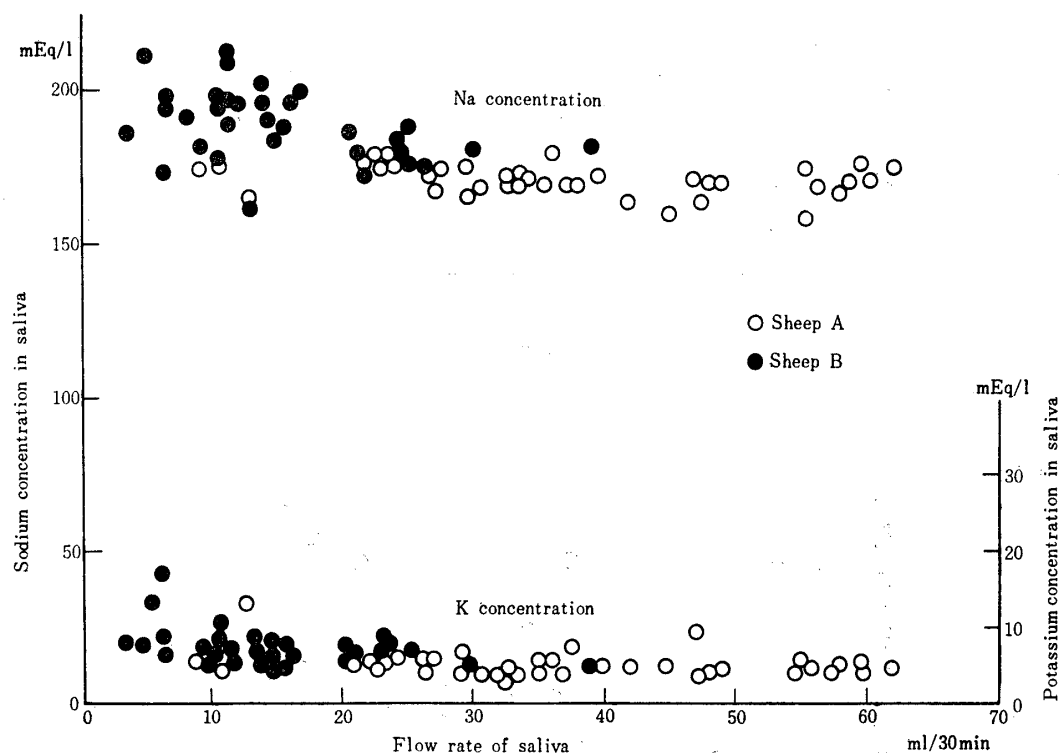 mEq/l
200
150
100
50
0
Sodium concentration in saliva
Na concentration
Sheep A
Sheep B
K concentration
mEq/l
30
20
10
0
Potassium concentration in saliva
0 10 20 30 40 50 60 70
Flow rate of saliva
ml/30min